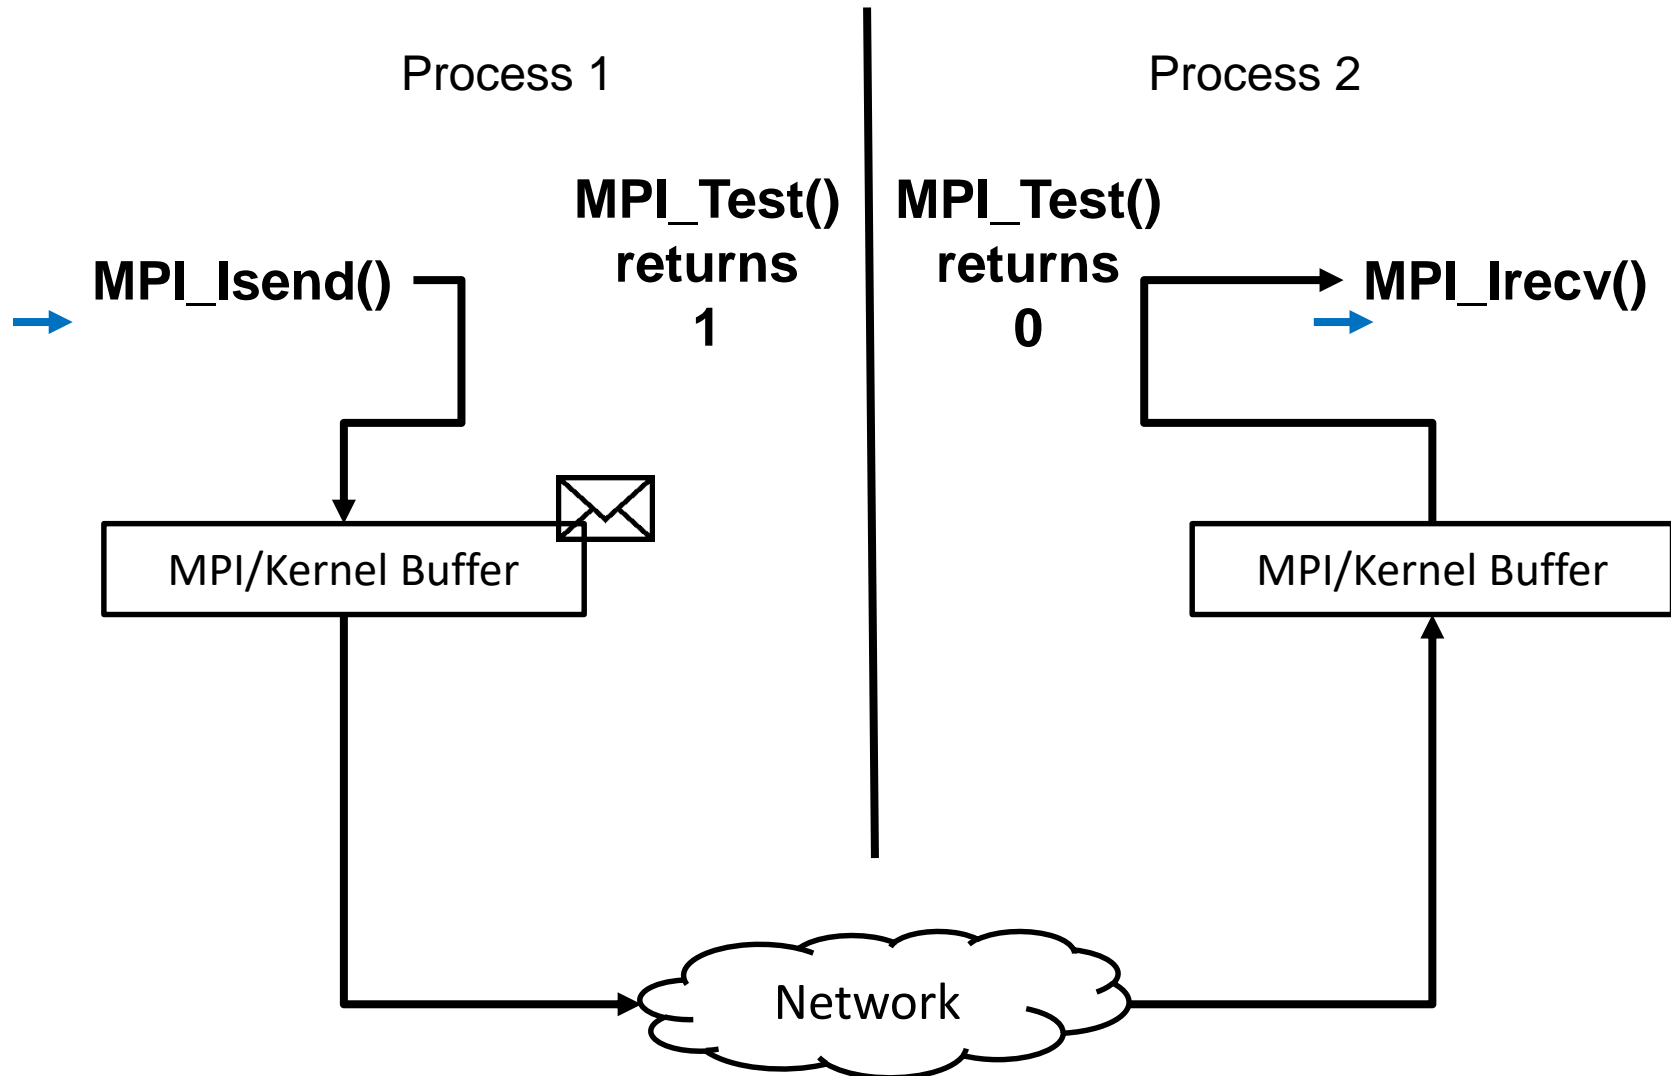 Process 1
Process 2
MPI_Test()
returns
1
MPI_Test()
returns
0
MPI_Isend()
MPI_Irecv()
MPI/Kernel Buffer
MPI/Kernel Buffer
Network